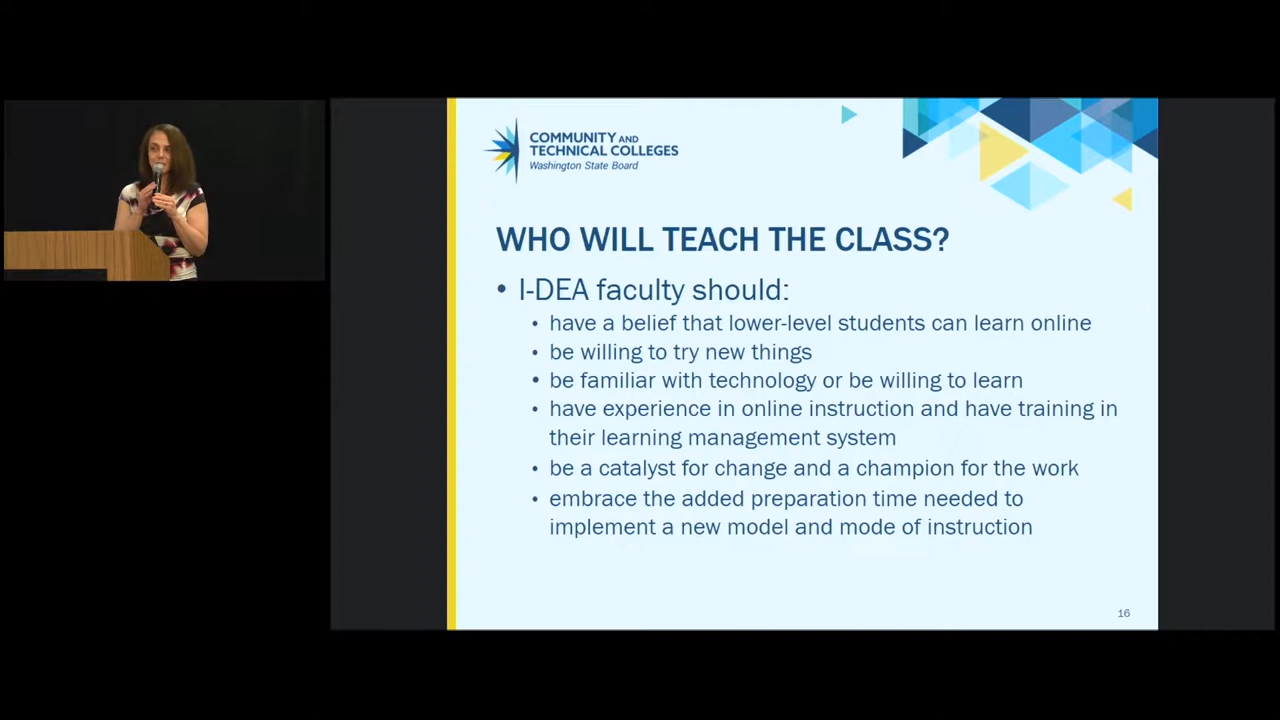 COMMUNITY AND
TECHNICAL COLLEGES
Washington State Board
WHO WILL TEACH THE CLASS?
• I-DEA faculty should:
• have a belief that lower-level students can learn online
• be willing to try new things
• be familiar with technology or be willing to learn
• have experience in online instruction and have training in
their learning management system
• be a catalyst for change and a champion for the work
• embrace the added preparation time needed to
implement a new model and mode of instruction
16